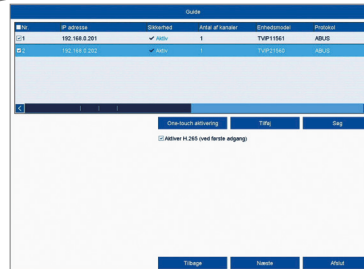 Guide
Nr. IP adresse Sikkerhed Antal af kanaler Enhedsmodel Protokol
1 192.168.0.201 Aktiv 1 TVIP11561 ABUS
2 192.168.0.202 Aktiv 1 TVIP21560 ABUS
One-touch aktivering Tilføj Søg
Aktiver H.265 (ved første adgang)
Tilbage Næste Afslut